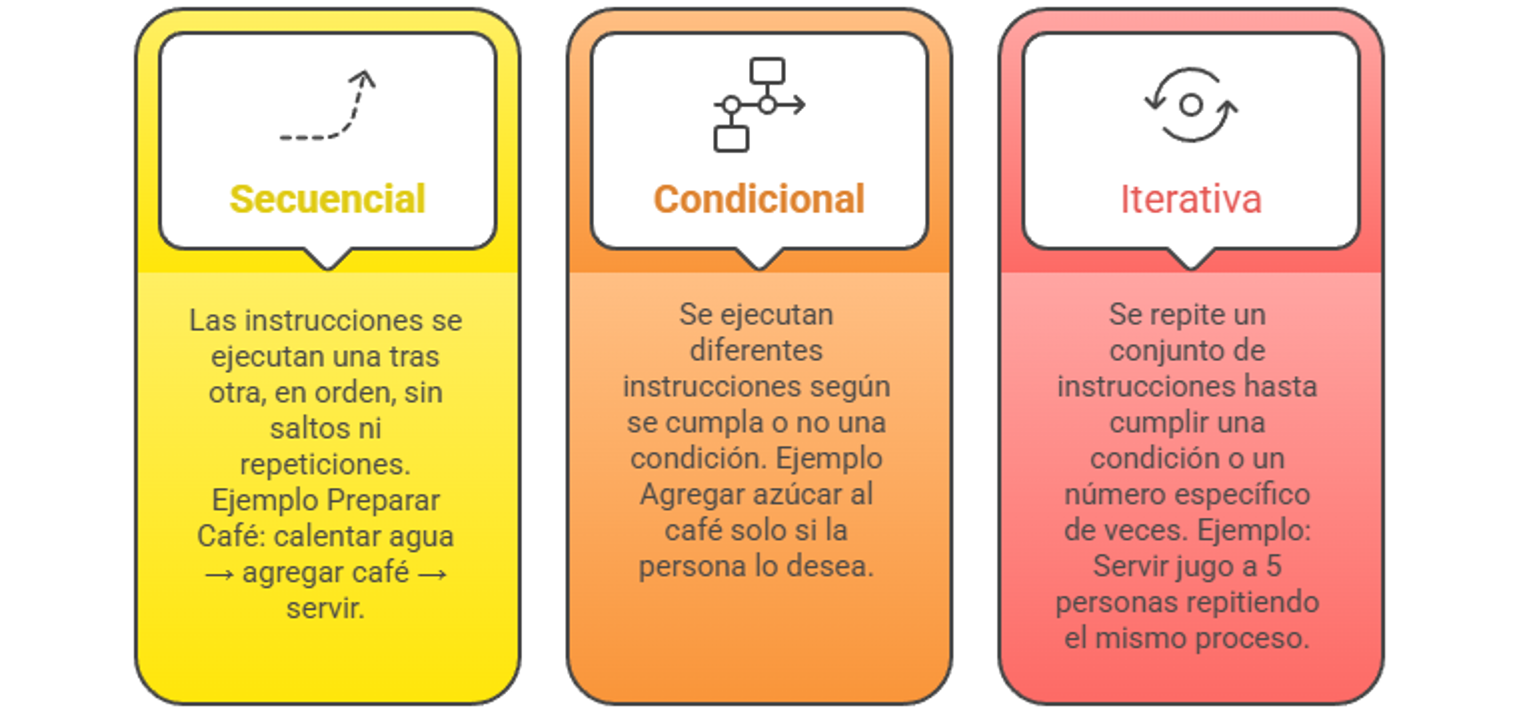 Secuencial
Las instrucciones se
ejecutan una tras
otra, en orden, sin
saltos ni
repeticiones.
Ejemplo Preparar
Café: calentar agua
→ agregar café →
servir.
Condicional
Se ejecutan
diferentes
instrucciones según
se cumpla o no una
condición. Ejemplo
Agregar azúcar al
café solo si la
persona lo desea.
Iterativa
Se repite un
conjunto de
instrucciones hasta
cumplir una
condición o un
número específico
de veces. Ejemplo:
Servir jugo a 5
personas repitiendo
el mismo proceso.